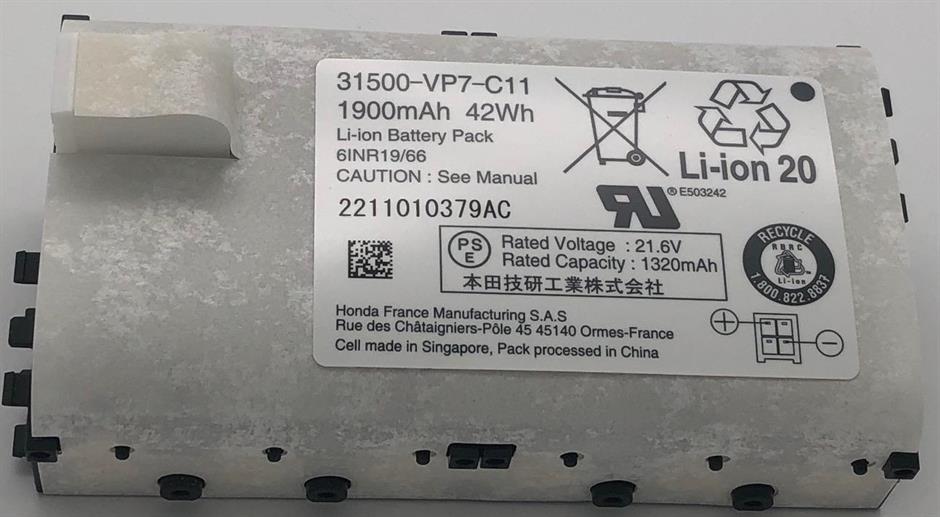 31500-VP7-C11
1900mAh 42Wh
Li-ion Battery Pack
6INR19/66
CAUTION : See Manual
2211010379AC
Li-ion 20
RU
® E503242
PSE
Rated Voltage : 21.6V
Rated Capacity : 1320mAh
本田技研工業株式会社
RECYCLE
RBRC
Li-ion
1.800.822.8837
Honda France Manufacturing S.A.S
Rue des Châtaigniers-Pôle 45 45140 Ormes-France
Cell made in Singapore, Pack processed in China